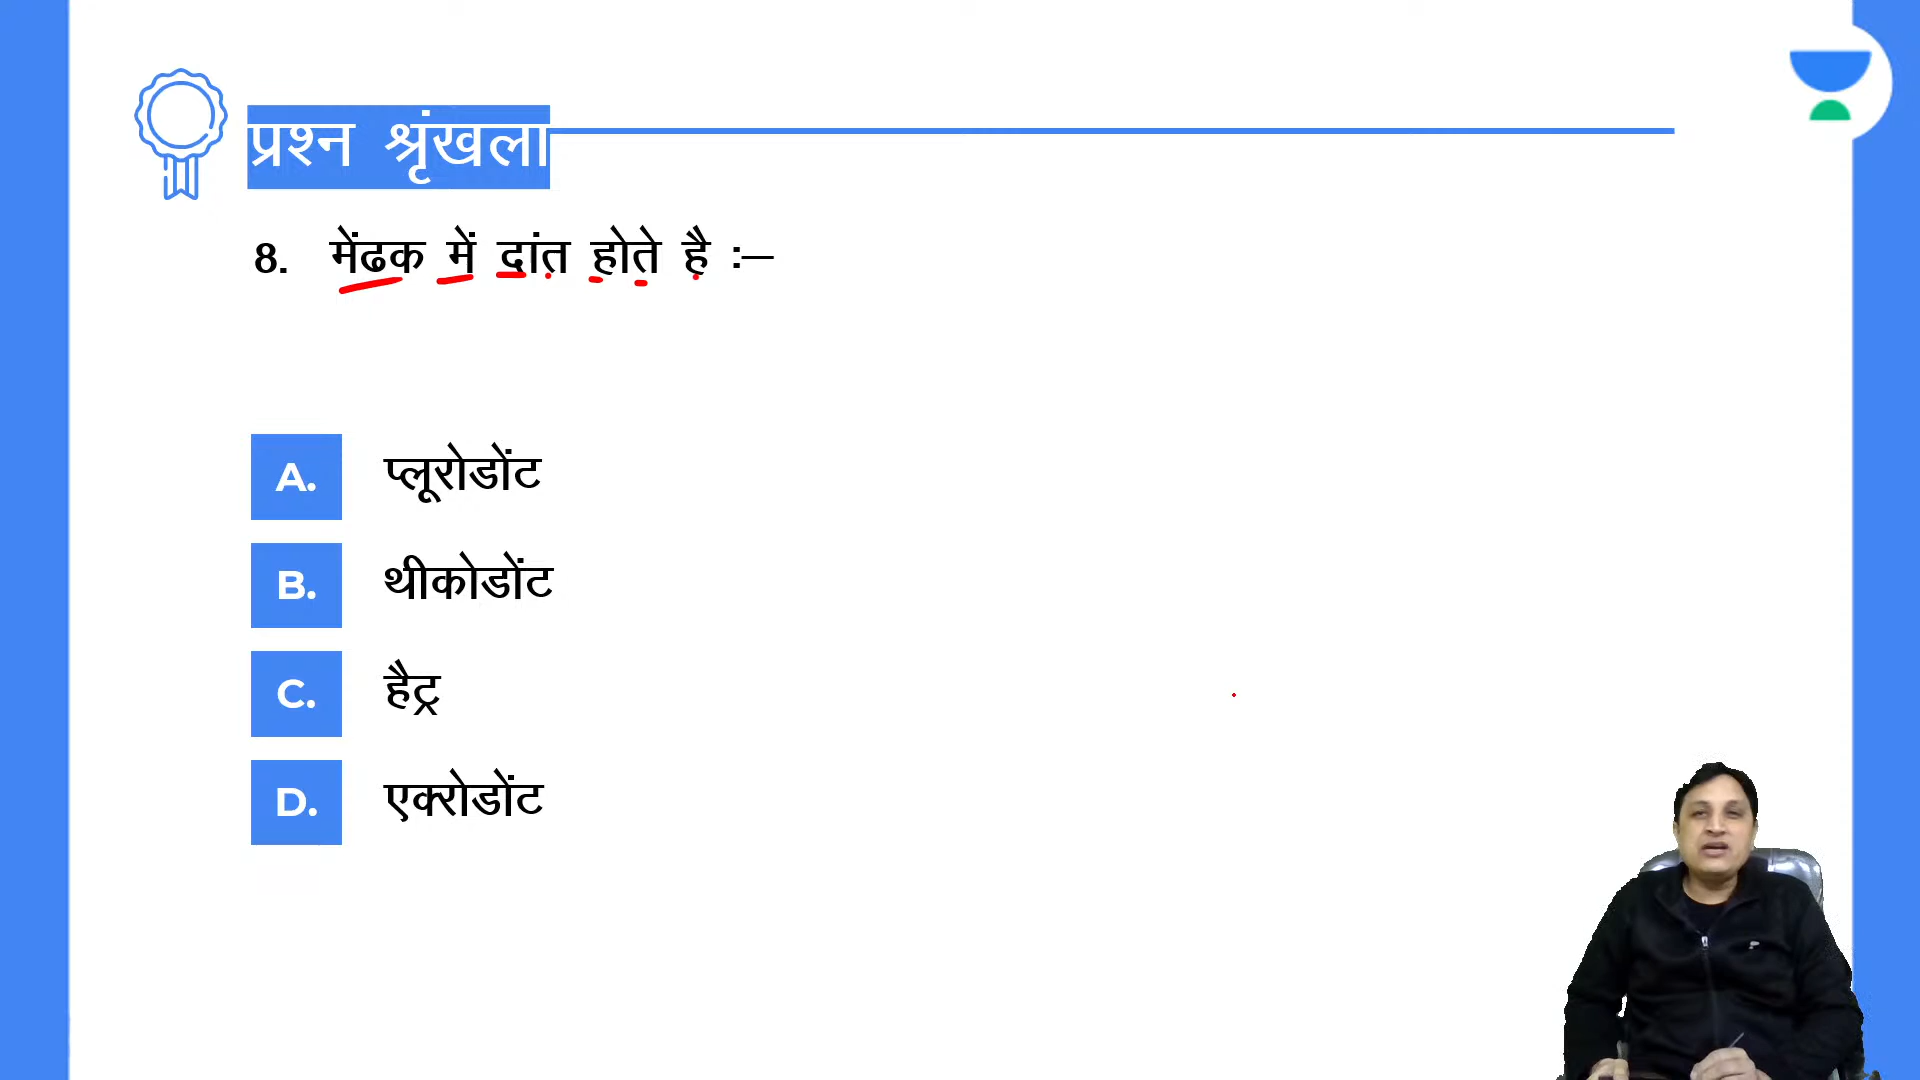 प्रश्न श्रृंखला
8. मेंढक में दांत होते है :–
A. प्लूरोडोंट
B. थीकोडोंट
C. हैट्र
D. एक्रोडोंट